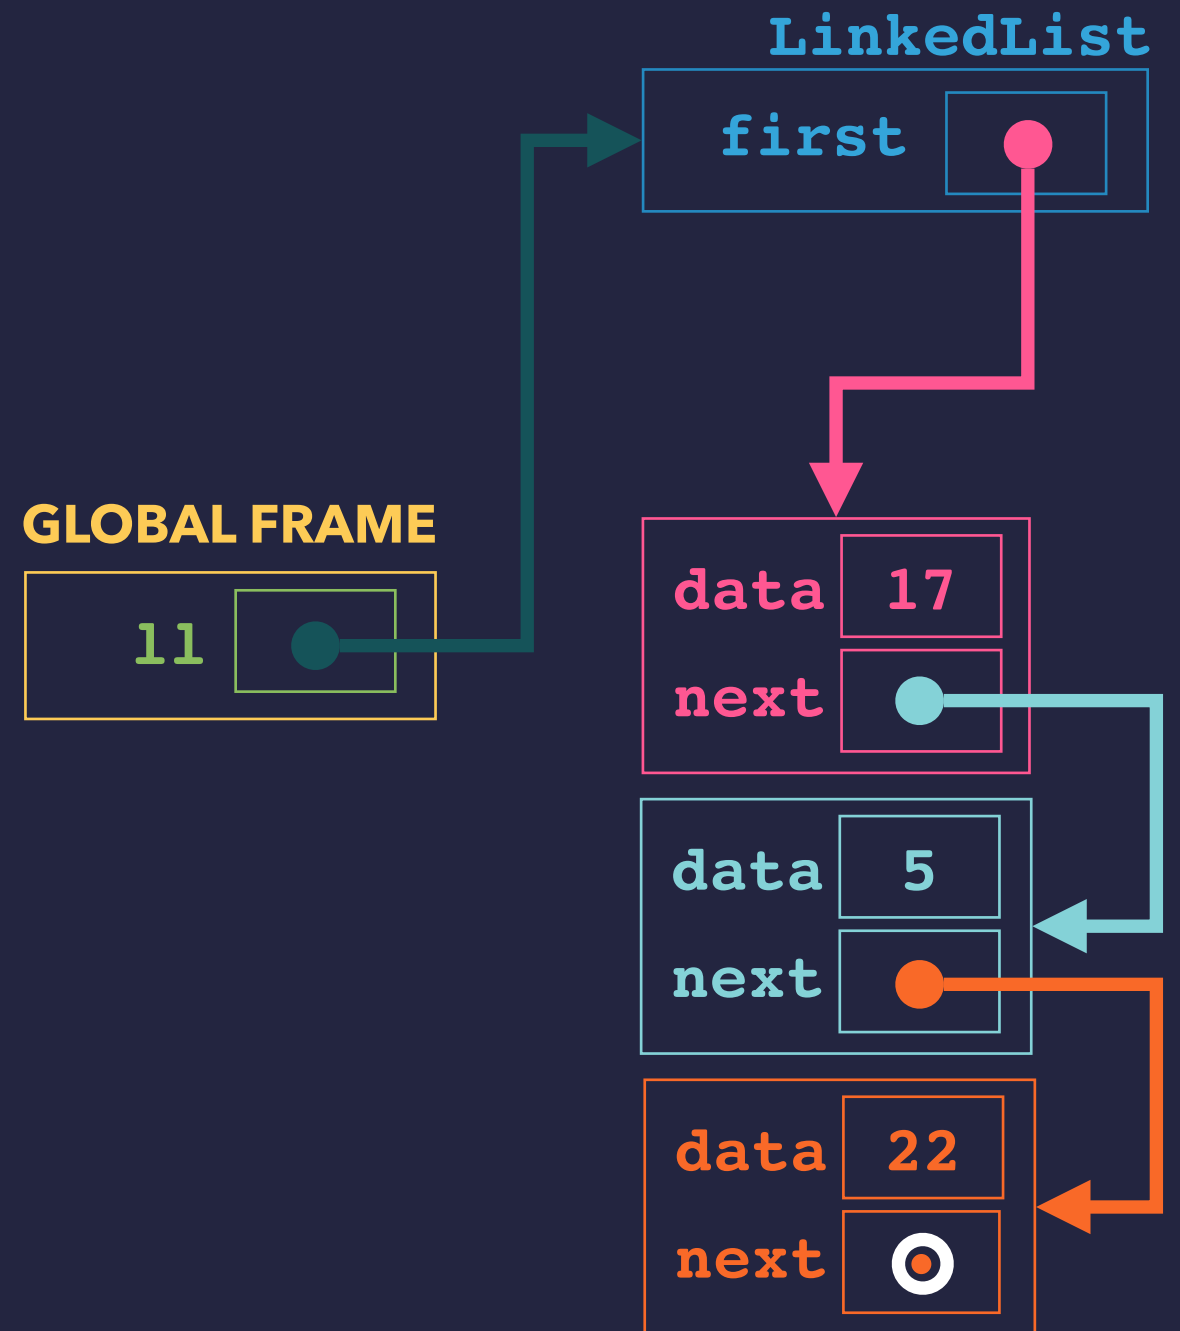 LinkedList
first
GLOBAL FRAME
ll
data 17
next
data 5
next
data 22
next